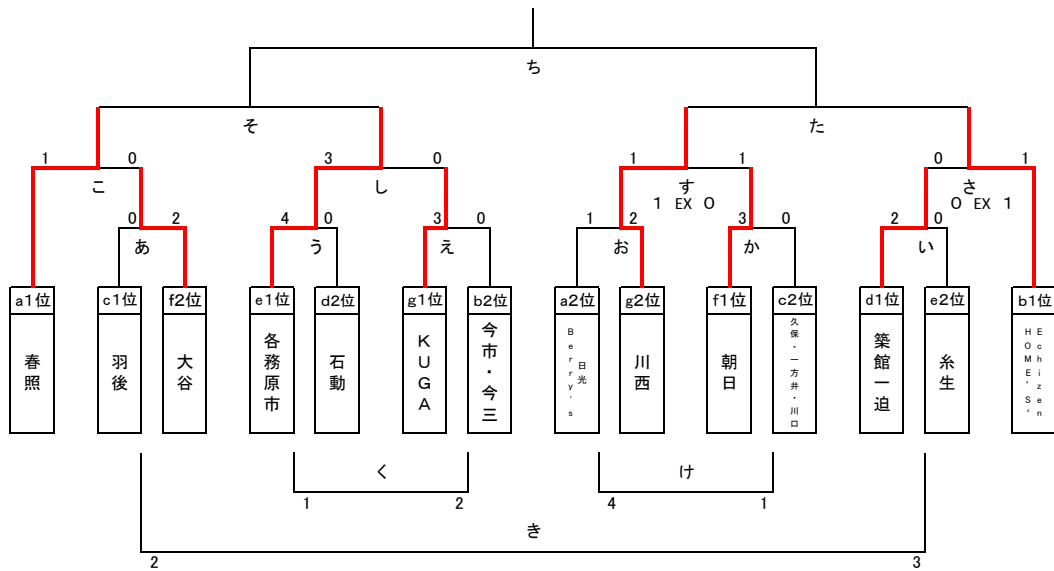 ち
そ
た
1
0
3
0
1
1
0
1
こ
し
す
さ
1 EX 0
0 EX 1
0
2
4
0
3
0
1
2
3
0
2
0
あ
う
え
お
か
い
a1位
c1位
f2位
e1位
d2位
g1位
b2位
a2位
g2位
f1位
c2位
d1位
e2位
b1位
春照
羽後
大谷
各務原市
石動
KUGA
今市・今三
日光
Berry's
川西
朝日
久保・一方井・川口
築館一迫
糸生
Echizen
HOME'S'
く
1
2
け
4
1
き
2
3